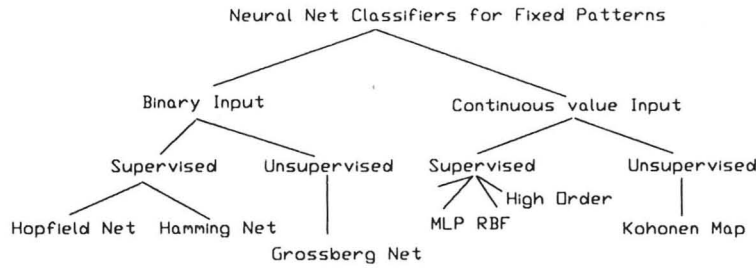 Neural Net Classifiers for Fixed Patterns
Binary Input
Continuous value Input
Supervised
Unsupervised
Supervised
Unsupervised
High Order
Hopfield Net
Hamming Net
MLP RBF
Kohonen Map
Grossberg Net